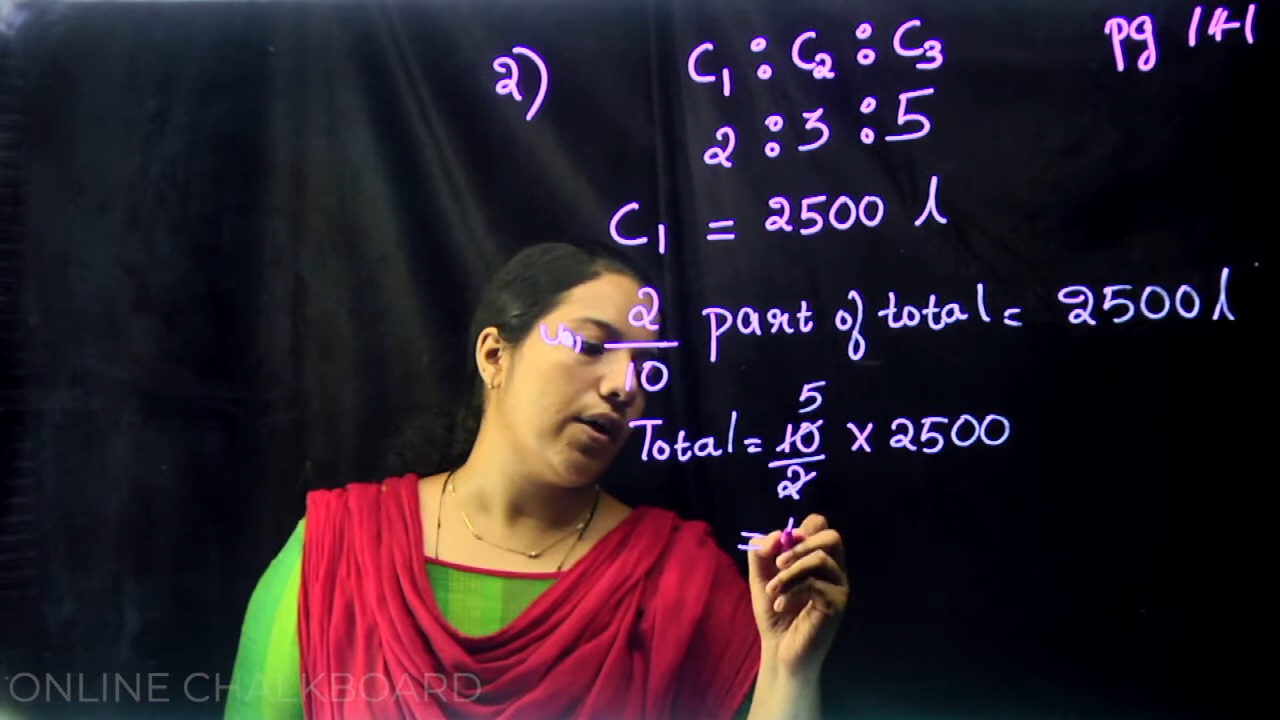 2) C₁ : C₂ : C₃ pg 141
2 : 3 : 5
C₁ = 2500 l
2/10 part of total = 2500 l
5
Total = 10/2 × 2500
=
ONLINE CHALKBOARD